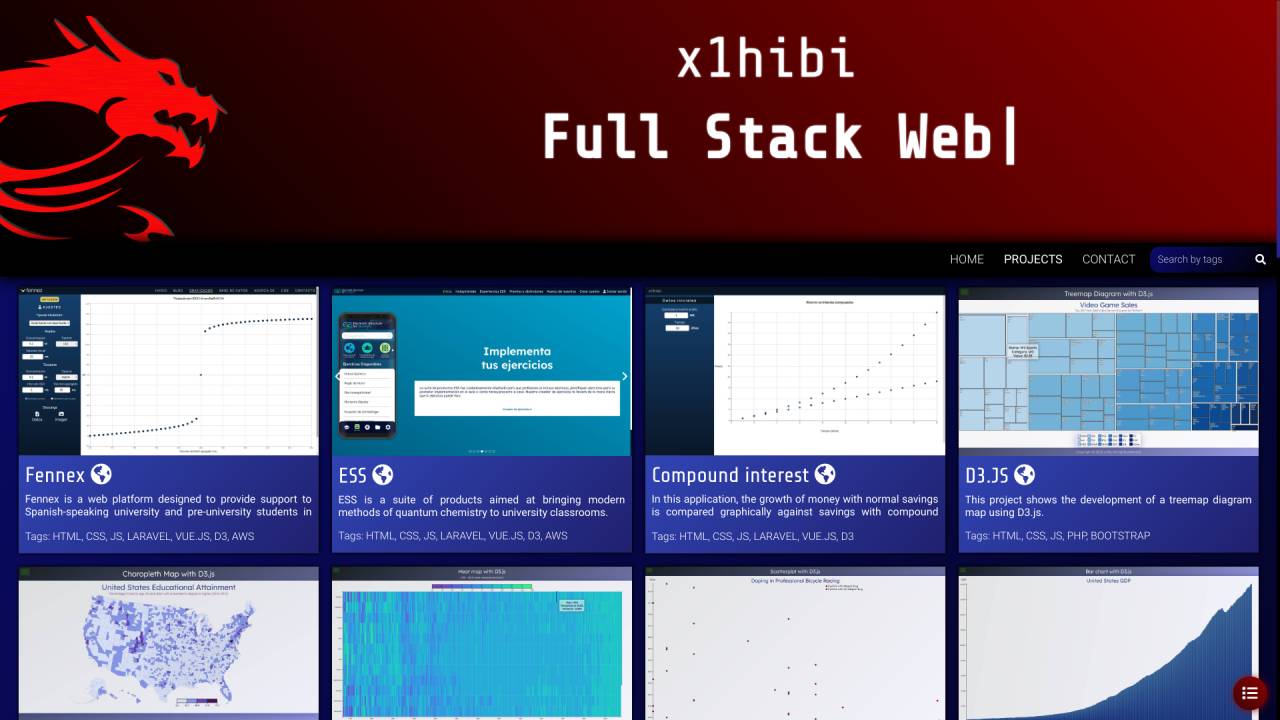 x1hibi
Full Stack Web|
HOME PROJECTS CONTACT Search by tags
fennex
Implementa
tus ejercicios
Datos iniciales
Treemap Diagram with D3.js
Video Game Sales
Fennex
Fennex is a web platform designed to provide support to
Spanish-speaking university and pre-university students in
Tags: HTML, CSS, JS, LARAVEL, VUE.JS, D3, AWS
ESS
ESS is a suite of products aimed at bringing modern
methods of quantum chemistry to university classrooms.
Tags: HTML, CSS, JS, LARAVEL, VUE.JS, D3, AWS
Compound interest
In this application, the growth of money with normal savings
is compared graphically against savings with compound
Tags: HTML, CSS, JS, LARAVEL, VUE.JS, D3
D3.JS
This project shows the development of a treemap diagram
map using D3.js.
Tags: HTML, CSS, JS, PHP, BOOTSTRAP
Choropleth Map with D3.js
United States Educational Attainment
Heat map with D3.js
Scatterplot with D3.js
Doping in Professional Bicycle Racing
Bar chart with D3.js
United States GDP